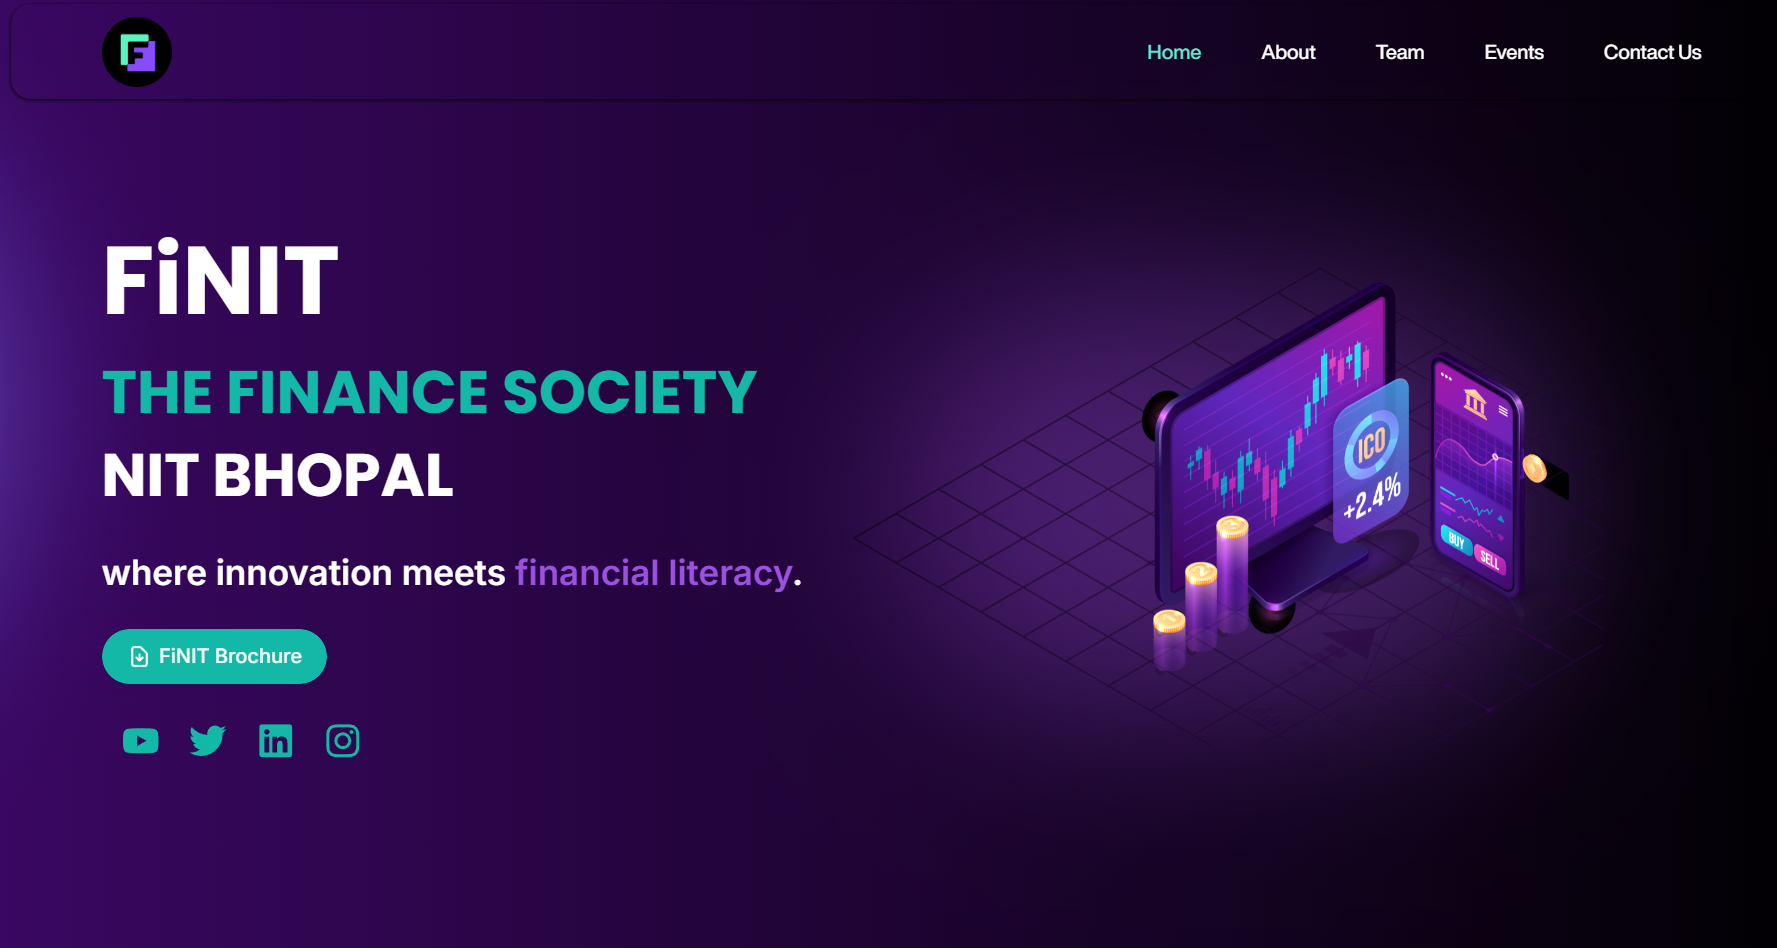 F
Home About Team Events Contact Us
FiNIT
THE FINANCE SOCIETY
NIT BHOPAL
where innovation meets financial literacy.
FiNIT Brochure
in
ICO
+2.4%
BUY
SELL